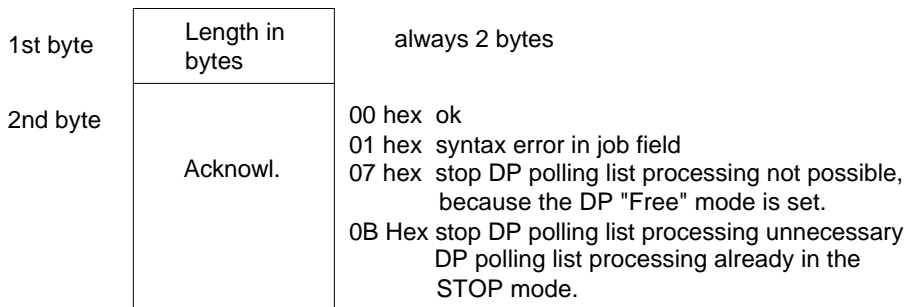 1st byte
Length in
bytes
always 2 bytes
2nd byte
Acknowl.
00 hex ok
01 hex syntax error in job field
07 hex stop DP polling list processing not possible,
because the DP "Free" mode is set.
0B Hex stop DP polling list processing unnecessary
DP polling list processing already in the
STOP mode.